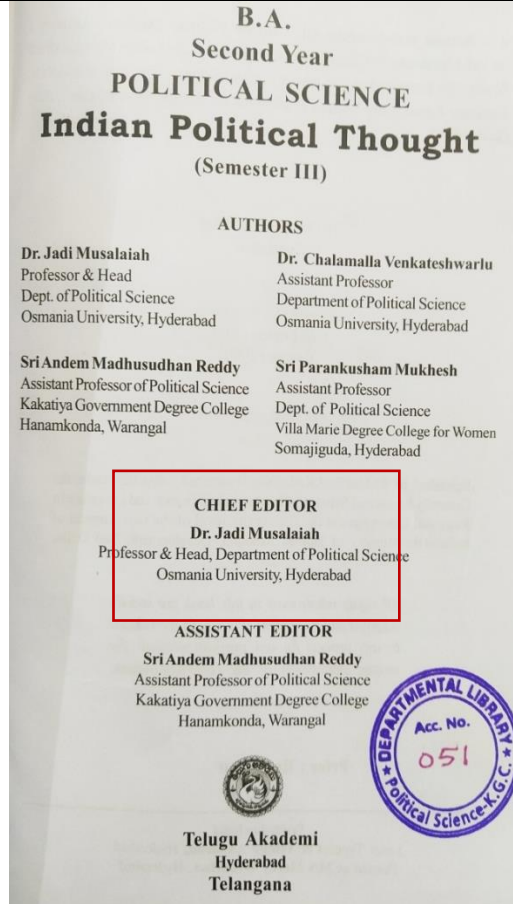 B.A.
Second Year
POLITICAL SCIENCE
Indian Political Thought
(Semester III)
AUTHORS
Dr. Jadi Musalaiah
Professor & Head
Dept. of Political Science
Osmania University, Hyderabad
Dr. Chalamalla Venkateshwarlu
Assistant Professor
Department of Political Science
Osmania University, Hyderabad
Sri Andem Madhusudhan Reddy
Assistant Professor of Political Science
Kakatiya Government Degree College
Hanamkonda, Warangal
Sri Parankusham Mukhesh
Assistant Professor
Dept. of Political Science
Villa Marie Degree College for Women
Somajiguda, Hyderabad
CHIEF EDITOR
Dr. Jadi Musalaiah
Professor & Head, Department of Political Science
Osmania University, Hyderabad
ASSISTANT EDITOR
Sri Andem Madhusudhan Reddy
Assistant Professor of Political Science
Kakatiya Government Degree College
Hanamkonda, Warangal
DEPARTMENTAL LIBRARY
Acc. No.
051
Political Science-K.G.C.
Telugu Akademi
Hyderabad
Telangana